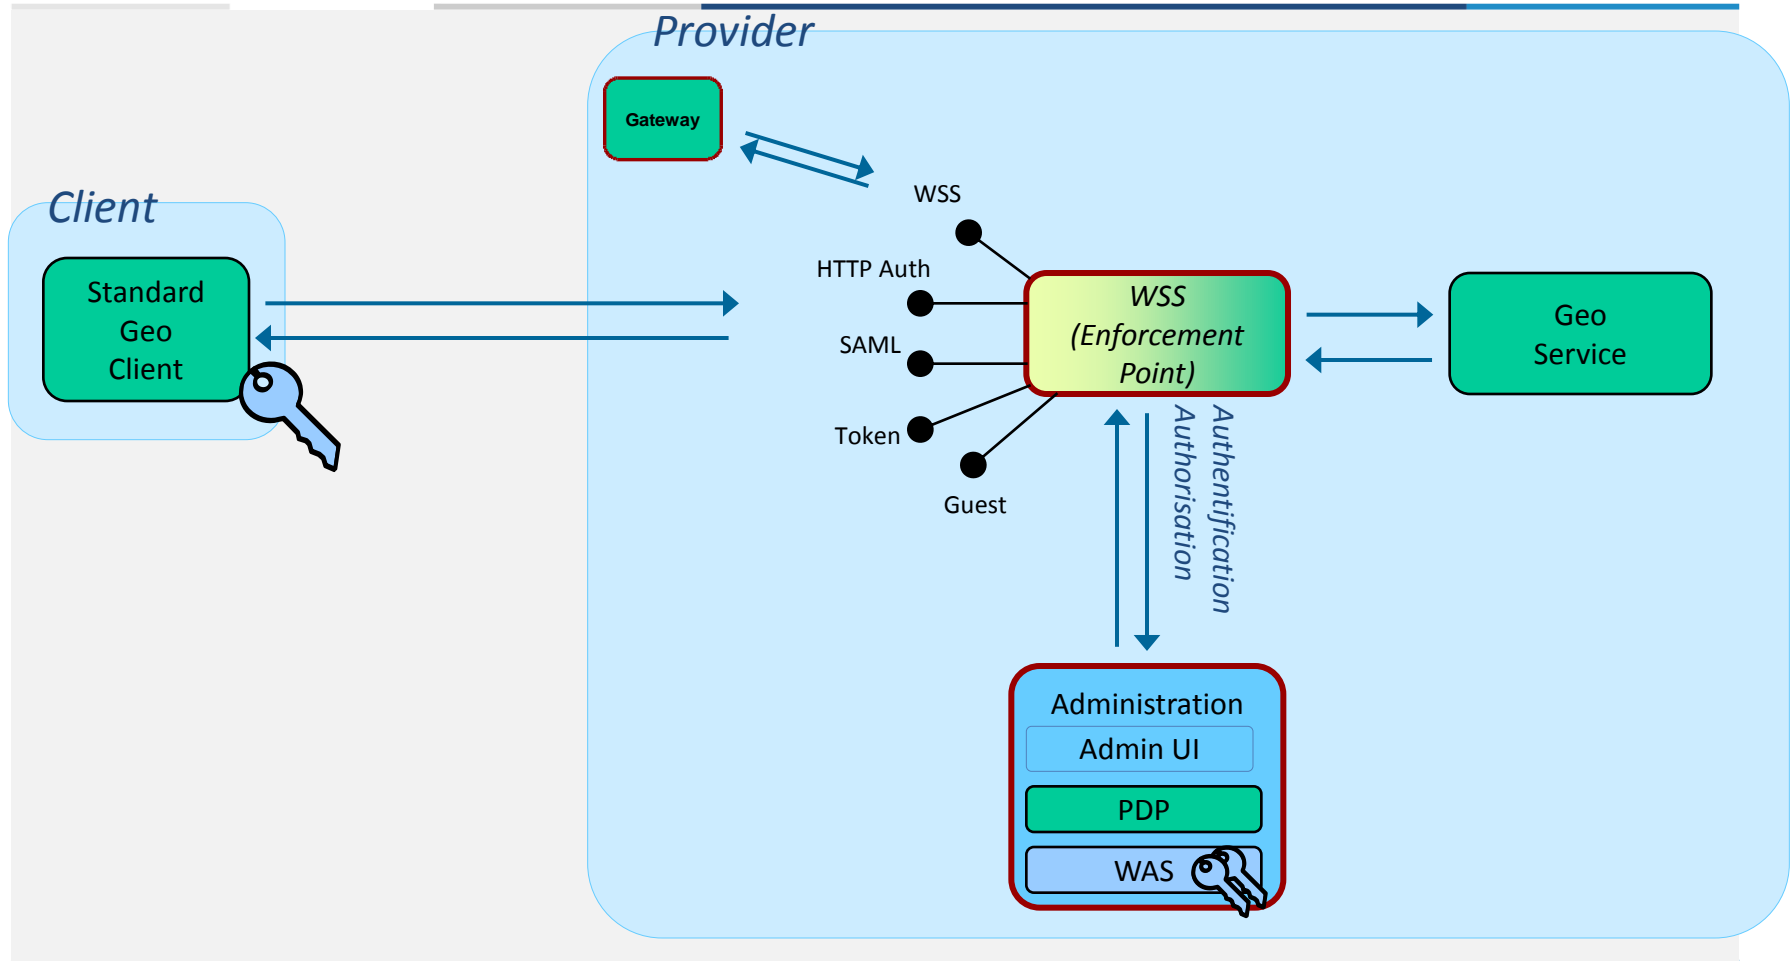 Provider
Gateway
Client
Standard
Geo
Client
WSS
HTTP Auth
SAML
Token
Guest
WSS
(Enforcement
Point)
Geo
Service
Authentification
Authorisation
Administration
Admin UI
PDP
WAS